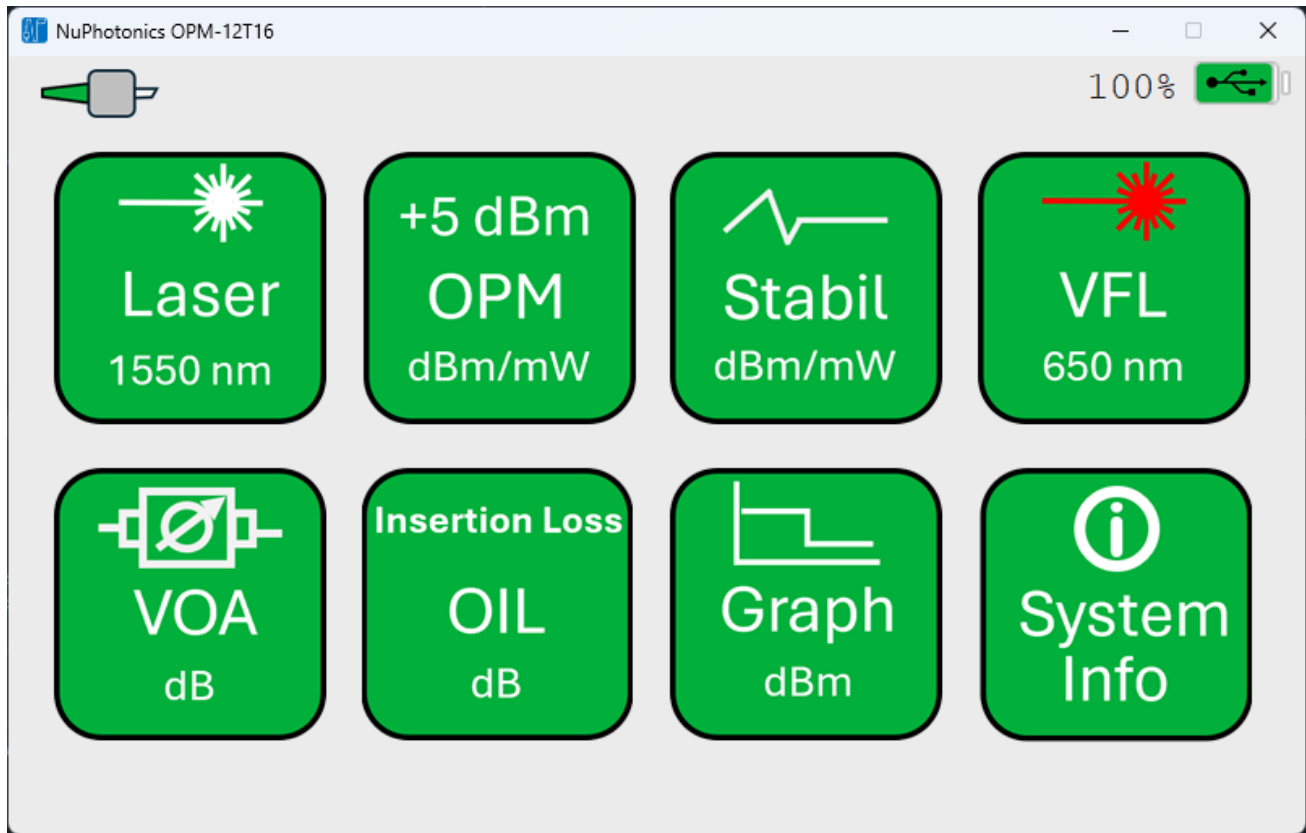 NuPhotonics OPM-12T16
100%
Laser
1550 nm
+5 dBm
OPM
dBm/mW
Stabil
dBm/mW
VFL
650 nm
VOA
dB
Insertion Loss
OIL
dB
Graph
dBm
System
Info